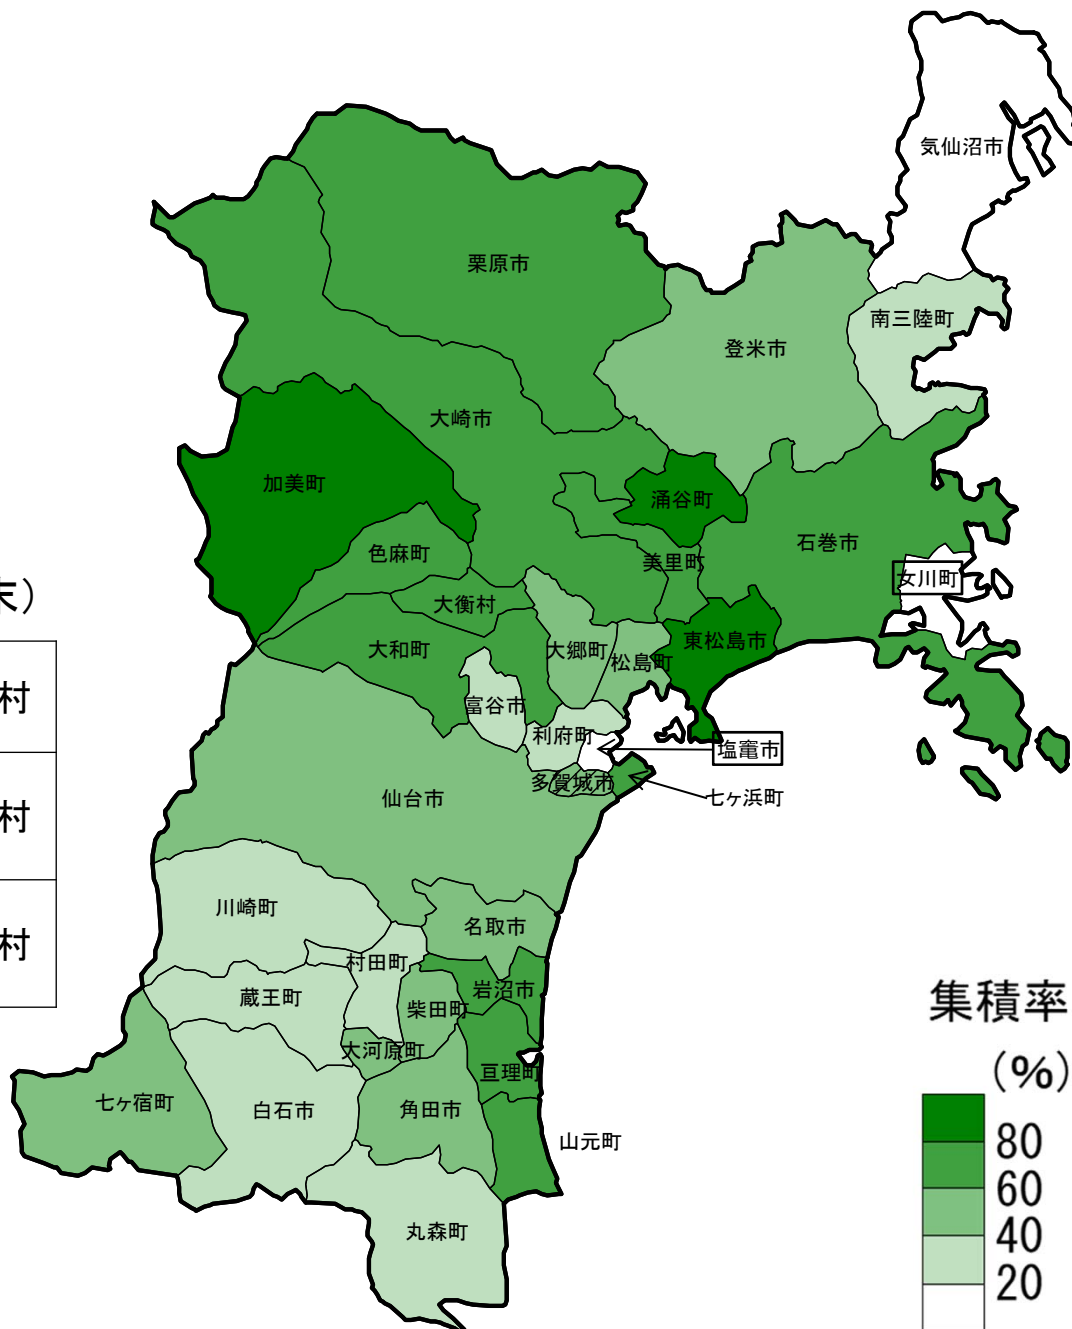 気仙沼市
栗原市
南三陸町
登米市
大崎市
加美町
涌谷町
石巻市
色麻町
美里町
女川町
末)
大衡村
大和町
大郷町
松島町
東松島市
村
富谷市
利府町
塩竈市
多賀城市
七ヶ浜町
仙台市
村
川崎町
名取市
村
村田町
岩沼市
蔵王町
柴田町
集積率
大河原町
亘理町
(%)
七ヶ宿町
白石市
角田市
山元町
80
60
丸森町
40
20